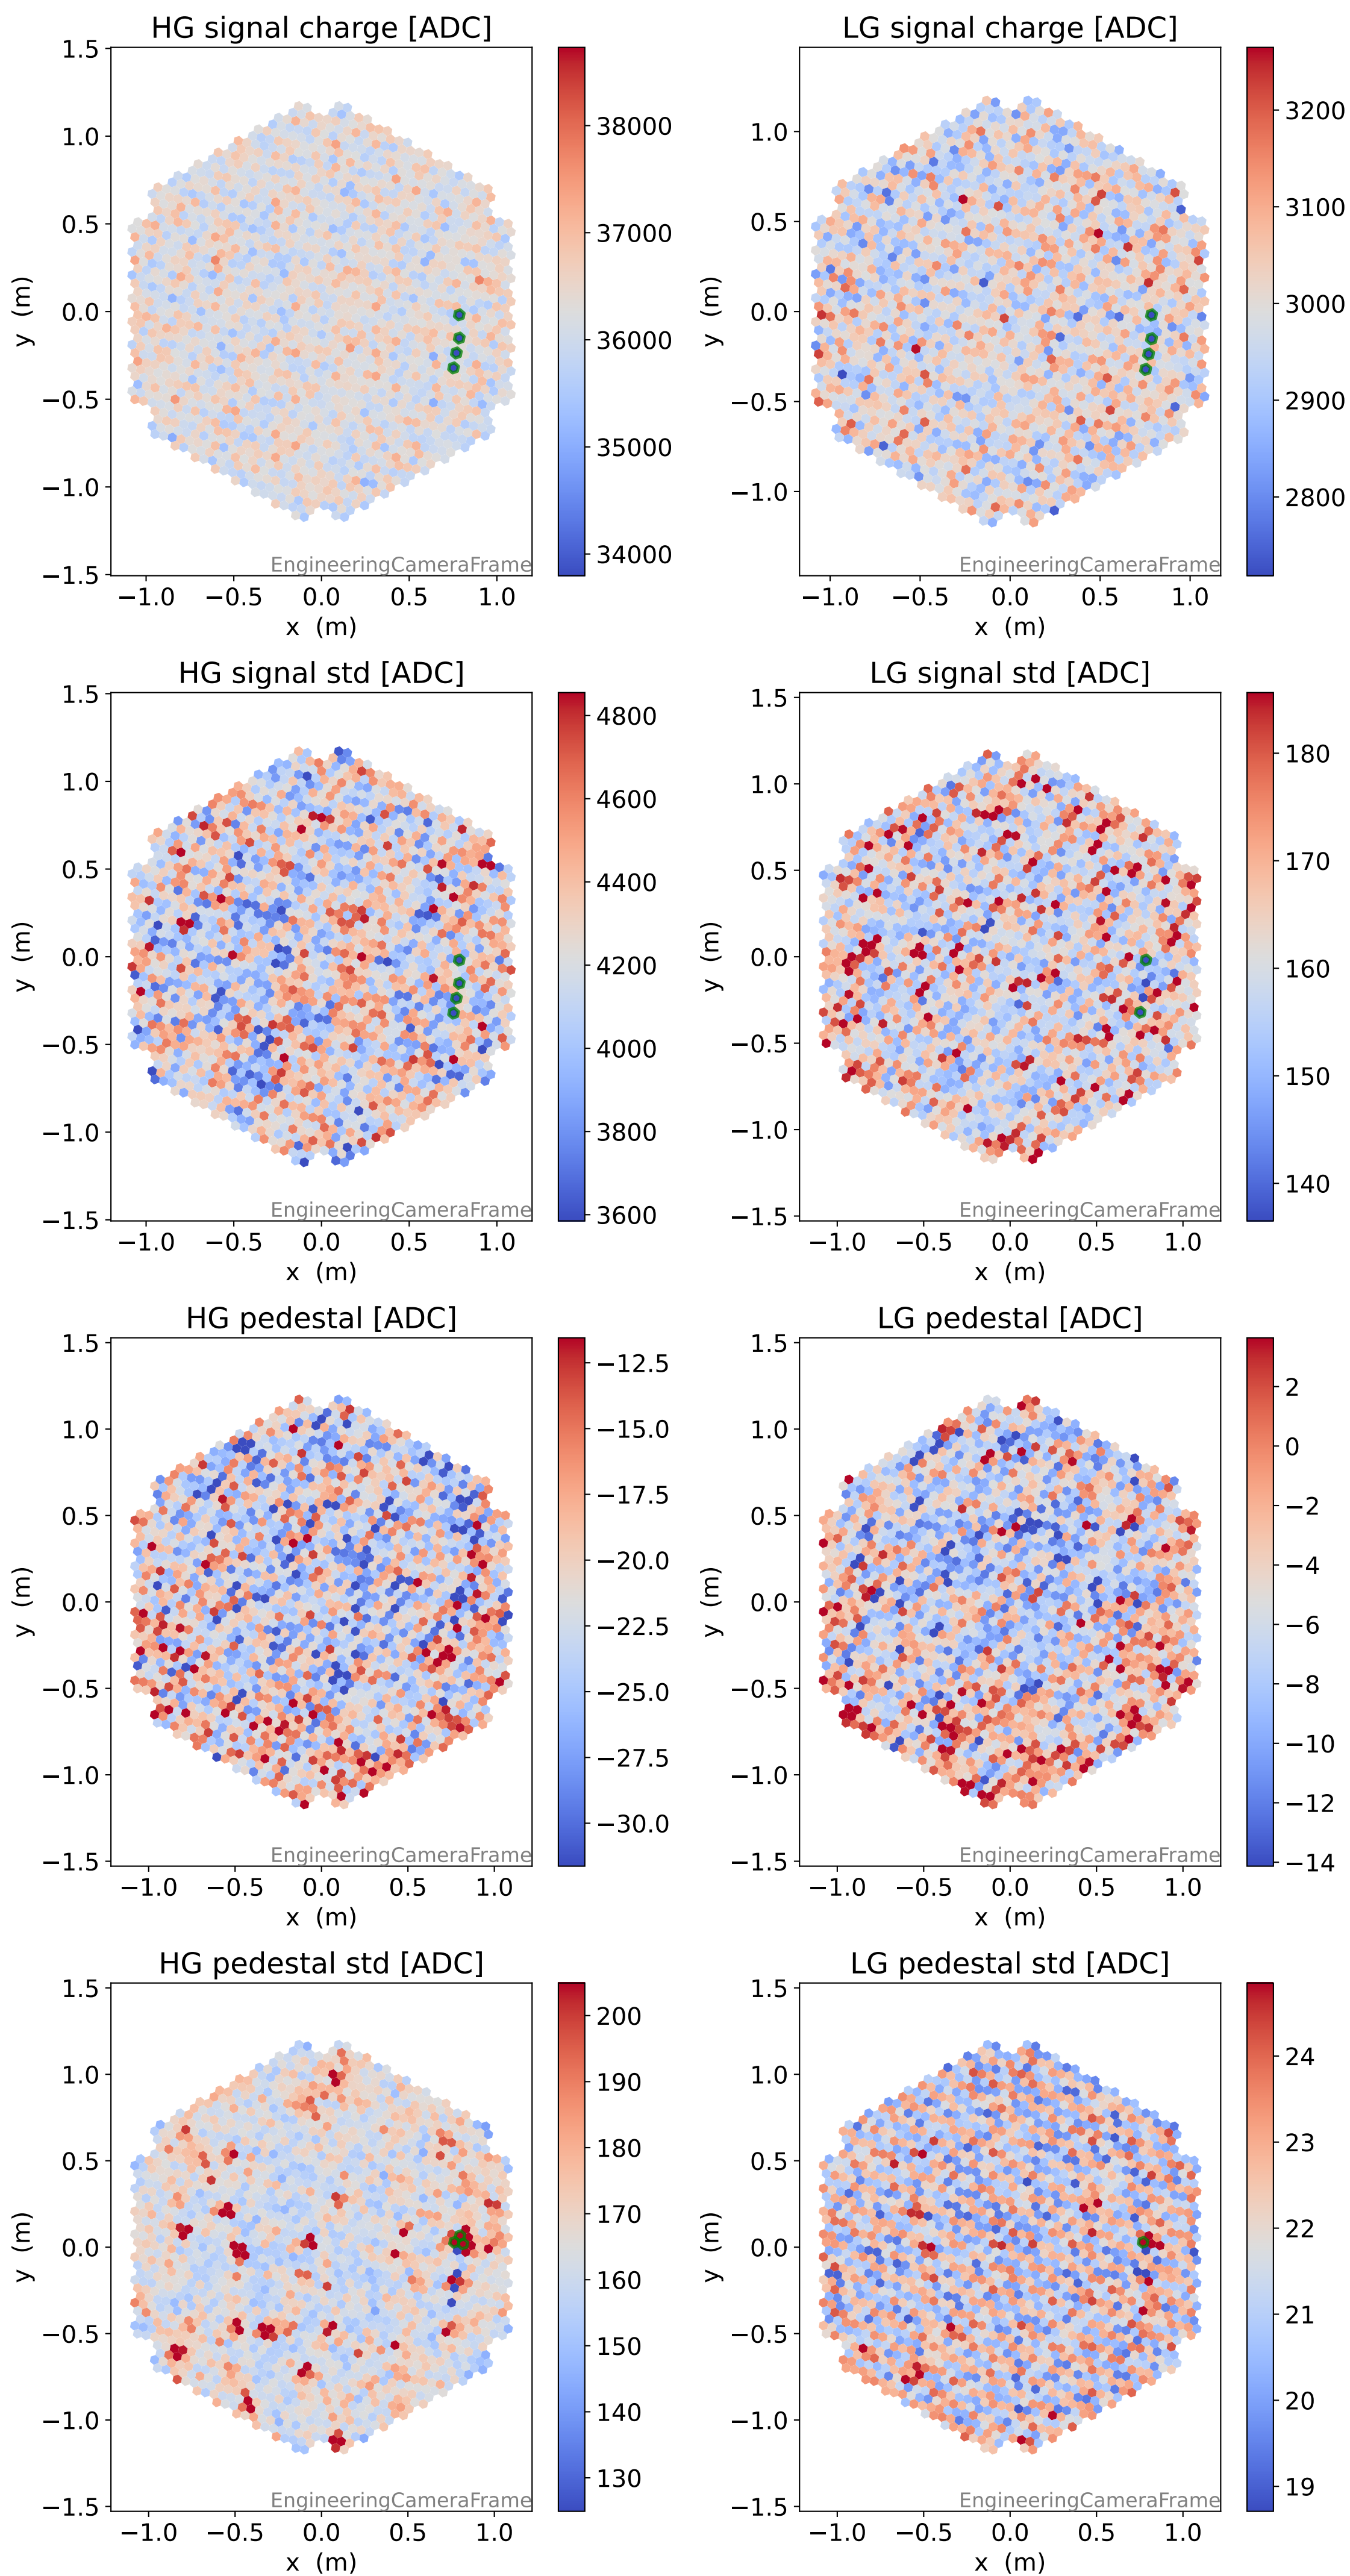 HG signal charge [ADC]
1.5
1.0
0.5
0.0
−0.5
−1.0
−1.5
y (m)
−1.0 −0.5 0.0 0.5 1.0
x (m)
EngineeringCameraFrame
38000
37000
36000
35000
34000
LG signal charge [ADC]
1.0
0.5
0.0
−0.5
−1.0
y (m)
−1.0 −0.5 0.0 0.5 1.0
x (m)
EngineeringCameraFrame
3200
3100
3000
2900
2800
HG signal std [ADC]
1.5
1.0
0.5
0.0
−0.5
−1.0
−1.5
y (m)
−1.0 −0.5 0.0 0.5 1.0
x (m)
EngineeringCameraFrame
4800
4600
4400
4200
4000
3800
3600
LG signal std [ADC]
1.5
1.0
0.5
0.0
−0.5
−1.0
−1.5
y (m)
−1.0 −0.5 0.0 0.5 1.0
x (m)
EngineeringCameraFrame
180
170
160
150
140
HG pedestal [ADC]
1.5
1.0
0.5
0.0
−0.5
−1.0
−1.5
y (m)
−1.0 −0.5 0.0 0.5 1.0
x (m)
EngineeringCameraFrame
−12.5
−15.0
−17.5
−20.0
−22.5
−25.0
−27.5
−30.0
LG pedestal [ADC]
1.5
1.0
0.5
0.0
−0.5
−1.0
−1.5
y (m)
−1.0 −0.5 0.0 0.5 1.0
x (m)
EngineeringCameraFrame
2
0
−2
−4
−6
−8
−10
−12
−14
HG pedestal std [ADC]
1.5
1.0
0.5
0.0
−0.5
−1.0
−1.5
y (m)
−1.0 −0.5 0.0 0.5 1.0
x (m)
EngineeringCameraFrame
200
190
180
170
160
150
140
130
LG pedestal std [ADC]
1.5
1.0
0.5
0.0
−0.5
−1.0
−1.5
y (m)
−1.0 −0.5 0.0 0.5 1.0
x (m)
EngineeringCameraFrame
24
23
22
21
20
19